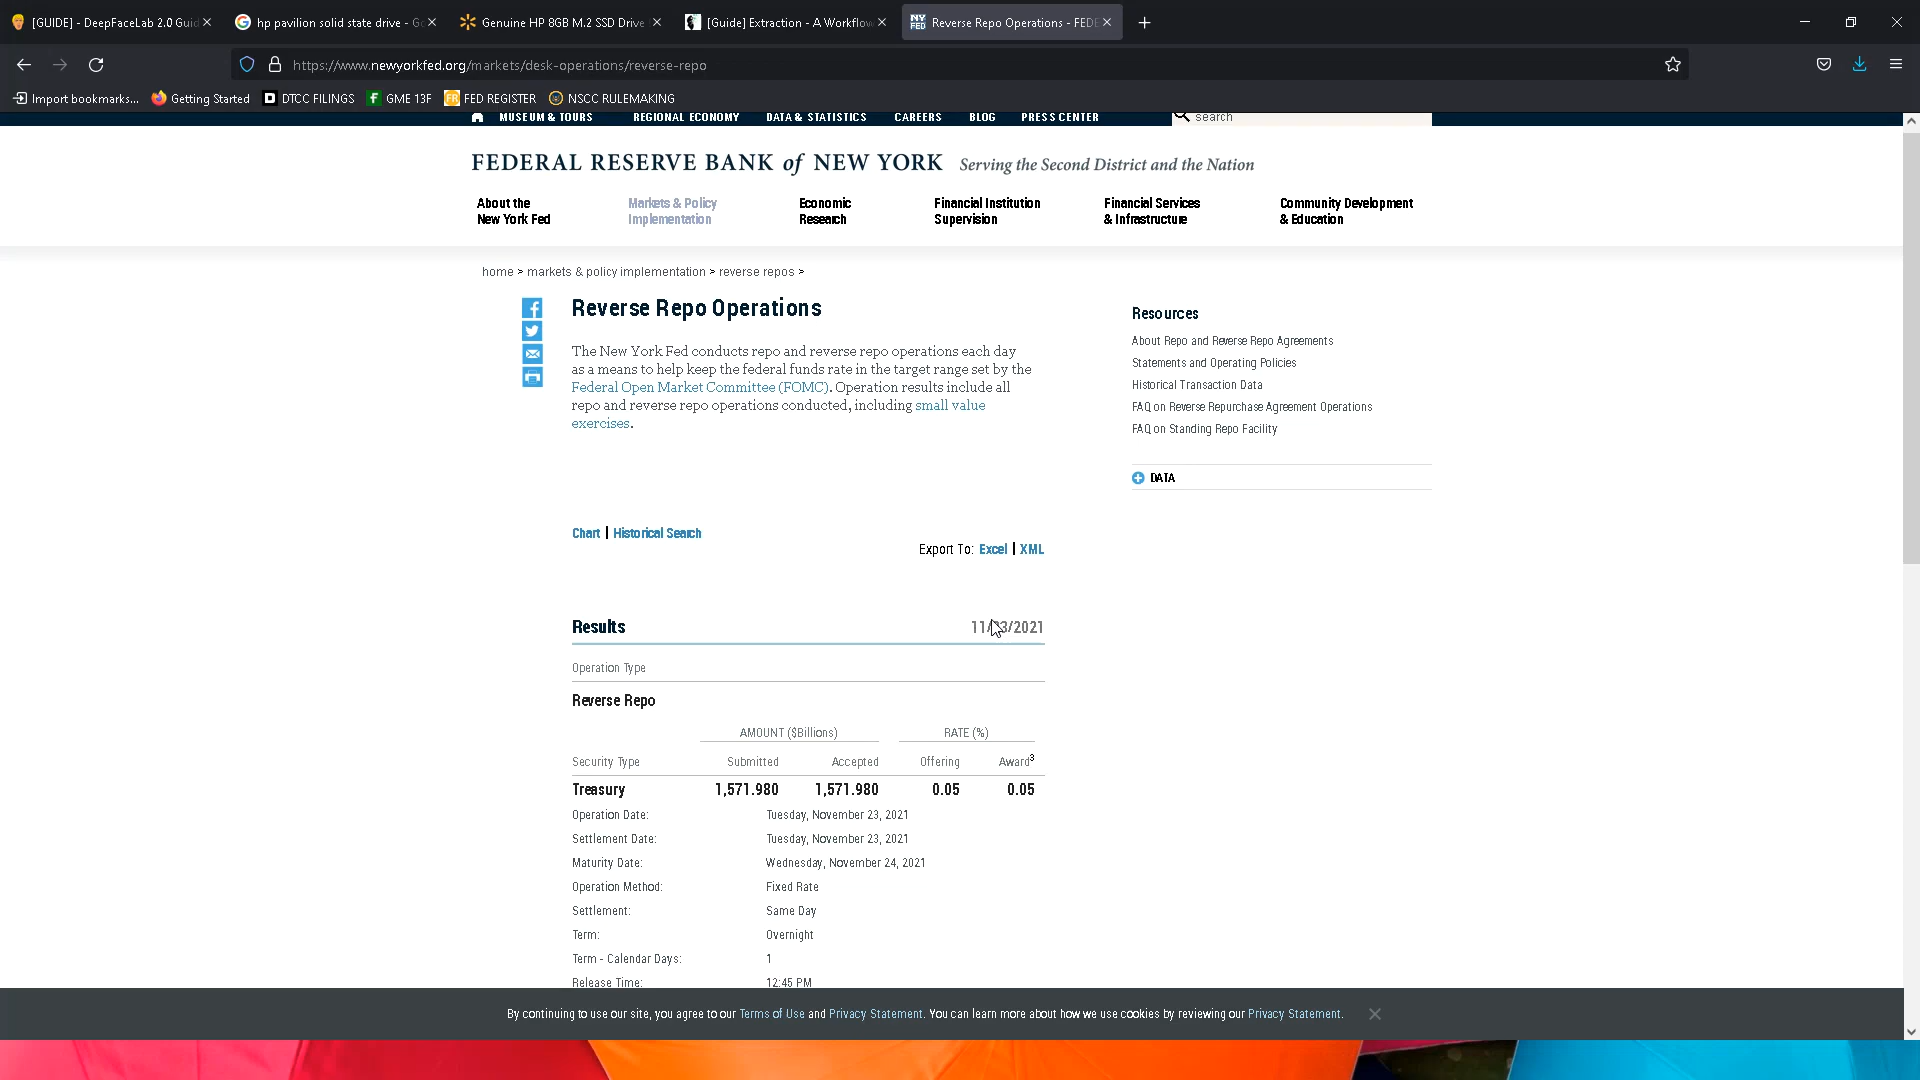 [GUIDE] - DeepFaceLab 2.0 Guid
hp pavilion solid state drive - Go
Genuine HP 8GB M.2 SSD Drive
[Guide] Extraction - A Workflow
NY FED
Reverse Repo Operations - FEDE
https://www.newyorkfed.org/markets/desk-operations/reverse-repo
Import bookmarks...
Getting Started
DTCC FILINGS
GME 13F
FED REGISTER
NSCC RULEMAKING
MUSEUM & TOURS
REGIONAL ECONOMY
DATA & STATISTICS
CAREERS
BLOG
PRESS CENTER
search
FEDERAL RESERVE BANK of NEW YORK Serving the Second District and the Nation
About the
New York Fed
Markets & Policy
Implementation
Economic
Research
Financial Institution
Supervision
Financial Services
& Infrastructure
Community Development
& Education
home > markets & policy implementation > reverse repos >
Reverse Repo Operations
The New York Fed conducts repo and reverse repo operations each day
as a means to help keep the federal funds rate in the target range set by the
Federal Open Market Committee (FOMC). Operation results include all
repo and reverse repo operations conducted, including small value
exercises.
Resources
About Repo and Reverse Repo Agreements
Statements and Operating Policies
Historical Transaction Data
FAQ on Reverse Repurchase Agreement Operations
FAQ on Standing Repo Facility
DATA
Chart | Historical Search
Export To: Excel | XML
Results 11/23/2021
Operation Type
Reverse Repo
AMOUNT ($Billions) RATE (%)
Security Type Submitted Accepted Offering Award3
Treasury 1,571.980 1,571.980 0.05 0.05
Operation Date: Tuesday, November 23, 2021
Settlement Date: Tuesday, November 23, 2021
Maturity Date: Wednesday, November 24, 2021
Operation Method: Fixed Rate
Settlement: Same Day
Term: Overnight
Term - Calendar Days: 1
Release Time: 12:45 PM
By continuing to use our site, you agree to our Terms of Use and Privacy Statement. You can learn more about how we use cookies by reviewing our Privacy Statement.